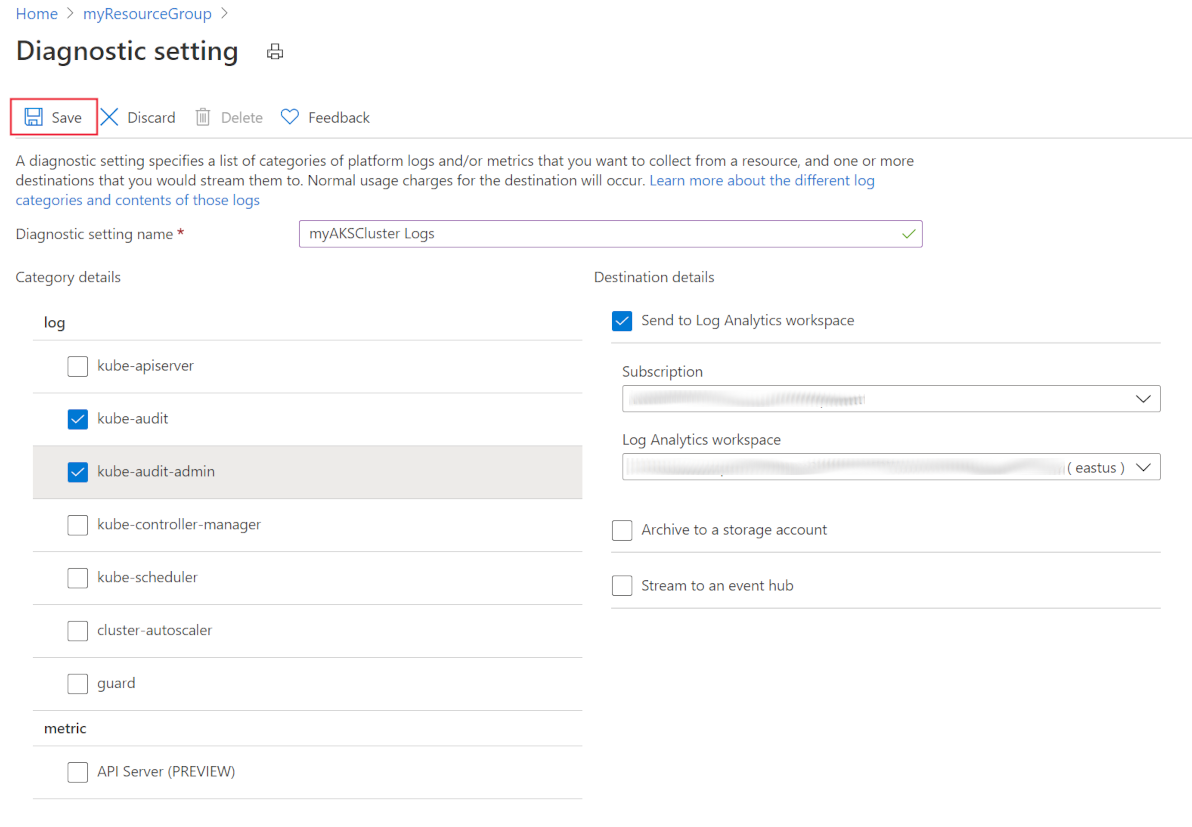 Home > myResourceGroup >
Diagnostic setting
Save Discard Delete Feedback
A diagnostic setting specifies a list of categories of platform logs and/or metrics that you want to collect from a resource, and one or more
destinations that you would stream them to. Normal usage charges for the destination will occur. Learn more about the different log
categories and contents of those logs
Diagnostic setting name *
myAKSCluster Logs
Category details
log
kube-apiserver
kube-audit
kube-audit-admin
kube-controller-manager
kube-scheduler
cluster-autoscaler
guard
metric
API Server (PREVIEW)
Destination details
Send to Log Analytics workspace
Subscription
Log Analytics workspace
( eastus )
Archive to a storage account
Stream to an event hub